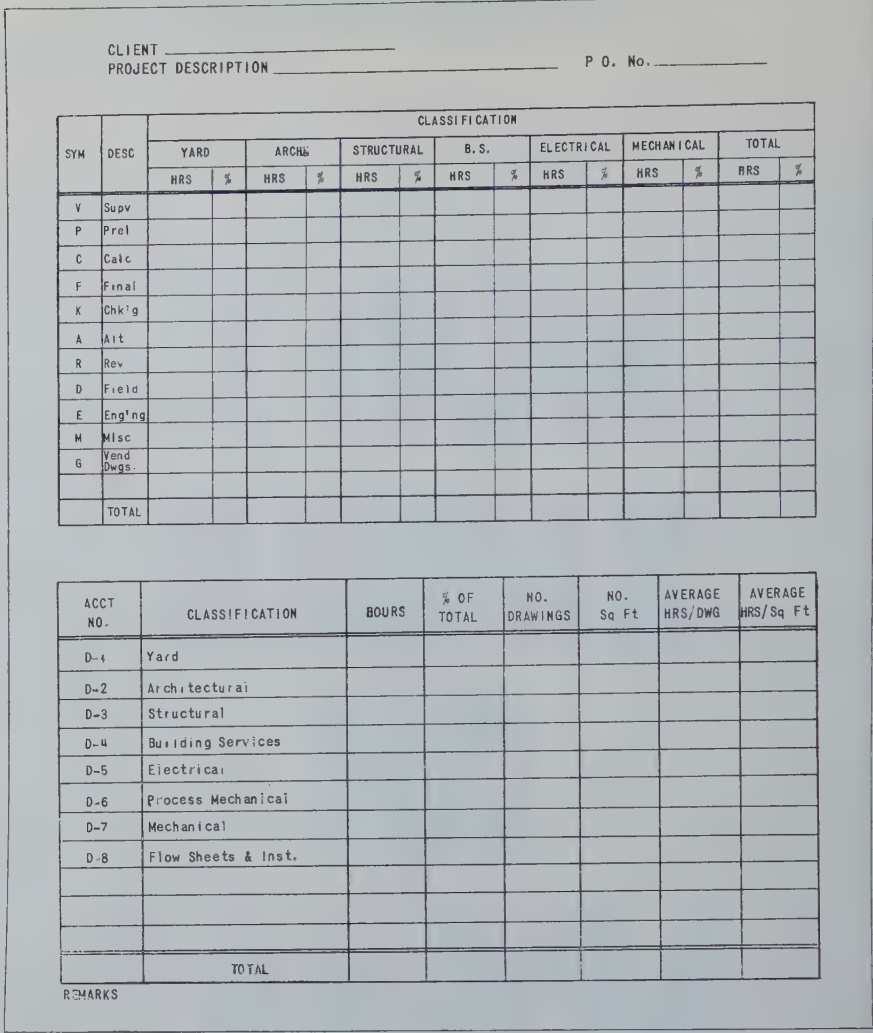 CLIENT
PROJECT DESCRIPTION P O. No.
CLASSIFICATION
SYM DESC YARD ARCH& STRUCTURAL B.S. ELECTRICAL MECHANICAL TOTAL
HRS % HRS % HRS % HRS % HRS % HRS % HRS %
V Supv
P Prel
C Calc
F Final
K Chk'g
A Alt
R Rev
D Field
E Eng'ng
M Misc
G Vend Dwgs.
TOTAL
ACCT NO. CLASSIFICATION BOURS % OF TOTAL NO. DRAWINGS NO. Sq Ft AVERAGE HRS/DWG AVERAGE HRS/Sq Ft
D-1 Yard
D-2 Architectural
D-3 Structural
D-4 Building Services
D-5 Electrical
D-6 Process Mechanical
D-7 Mechanical
D-8 Flow Sheets & Inst.
TOTAL
REMARKS